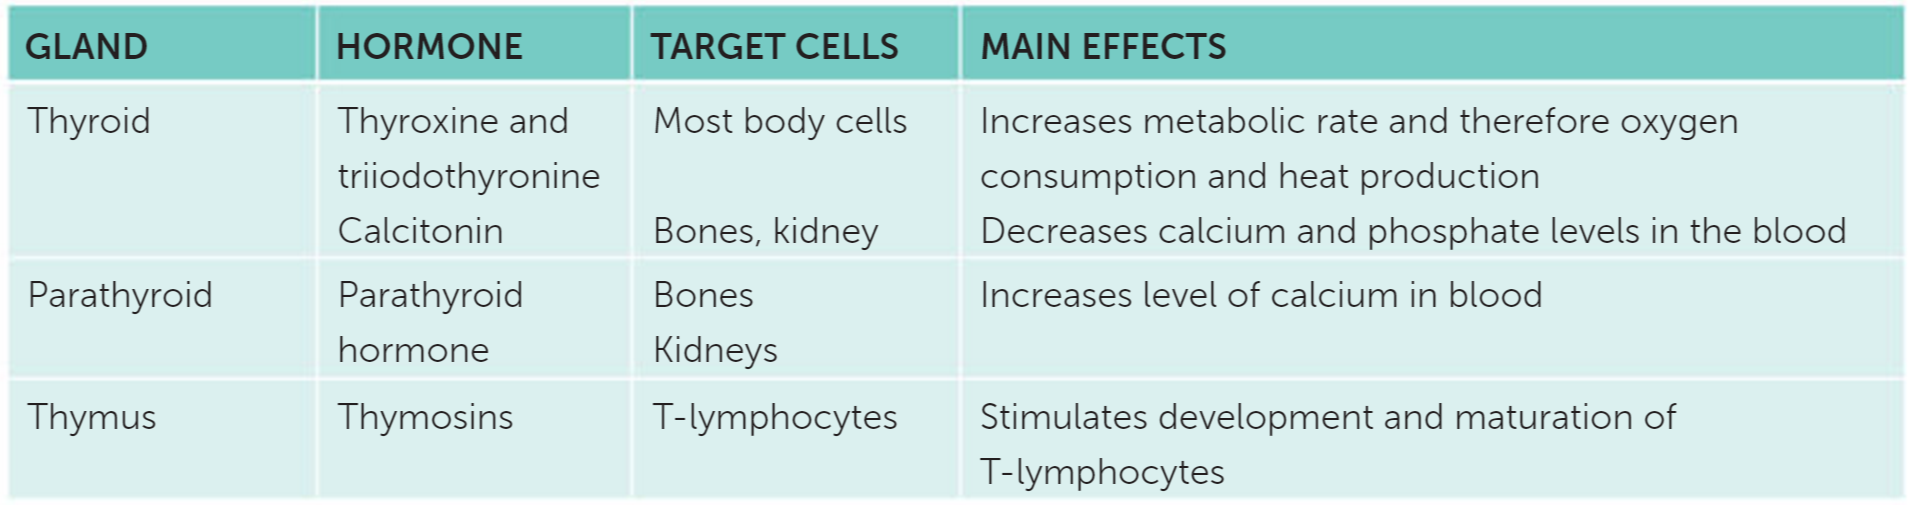 GLAND HORMONE TARGET CELLS MAIN EFFECTS
Thyroid Thyroxine and Most body cells Increases metabolic rate and therefore oxygen
triiodothyronine consumption and heat production
Calcitonin Bones, kidney Decreases calcium and phosphate levels in the blood
Parathyroid Parathyroid Bones Increases level of calcium in blood
hormone Kidneys
Thymus Thymosins T-lymphocytes Stimulates development and maturation of
T-lymphocytes